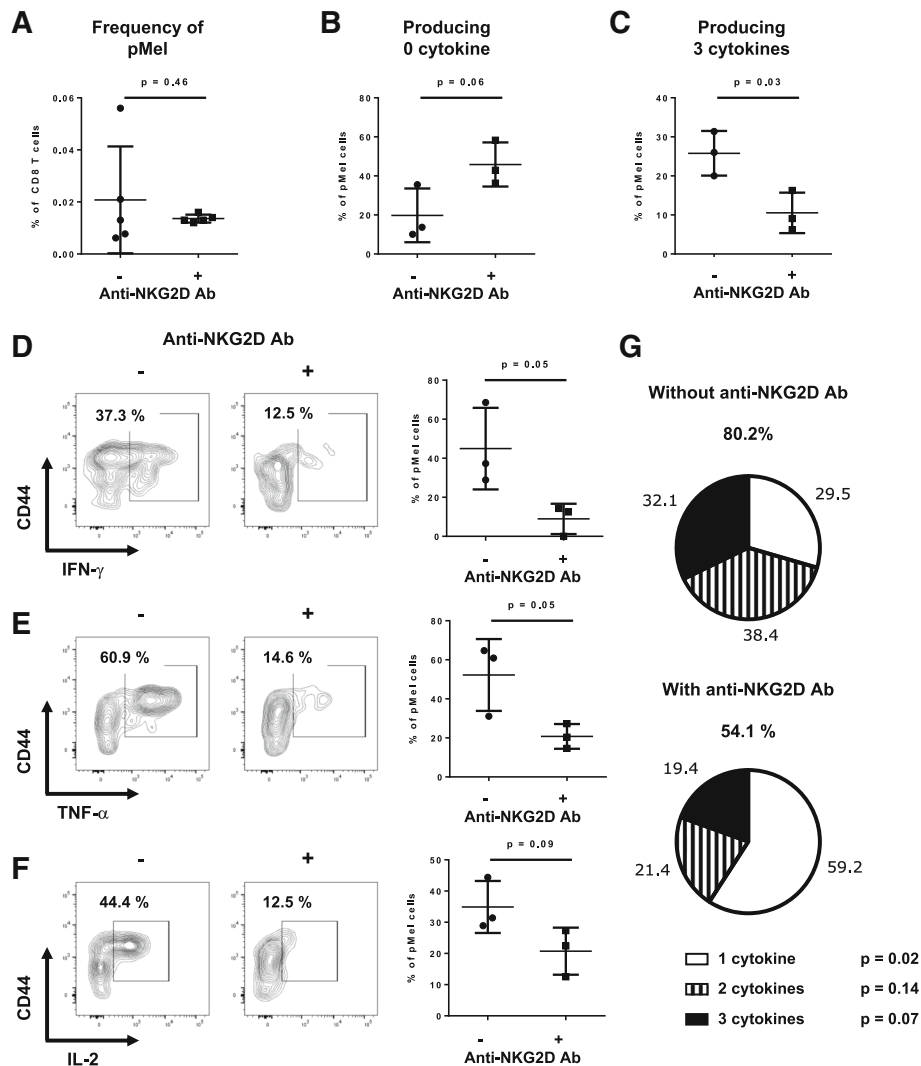 A
Frequency of
pMel
p = 0.46
% of CD8 T cells
0.06
0.04
0.02
0.00
-
+
Anti-NKG2D Ab
B
Producing
0 cytokine
p = 0.06
% of pMel cells
80
60
40
20
0
-
+
Anti-NKG2D Ab
C
Producing
3 cytokines
p = 0.03
% of pMel cells
40
30
20
10
0
-
+
Anti-NKG2D Ab
D
Anti-NKG2D Ab
-
+
37.3 %
12.5 %
CD44
IFN-γ
p = 0.05
% of pMel cells
80
60
40
20
0
-
+
Anti-NKG2D Ab
E
-
+
60.9 %
14.6 %
CD44
TNF-α
p = 0.05
% of pMel cells
80
60
40
20
0
-
+
Anti-NKG2D Ab
F
-
+
44.4 %
12.5 %
CD44
IL-2
p = 0.09
% of pMel cells
50
40
30
20
10
0
-
+
Anti-NKG2D Ab
G
Without anti-NKG2D Ab
80.2%
32.1
29.5
38.4
With anti-NKG2D Ab
54.1 %
19.4
21.4
59.2
1 cytokine p = 0.02
2 cytokines p = 0.14
3 cytokines p = 0.07